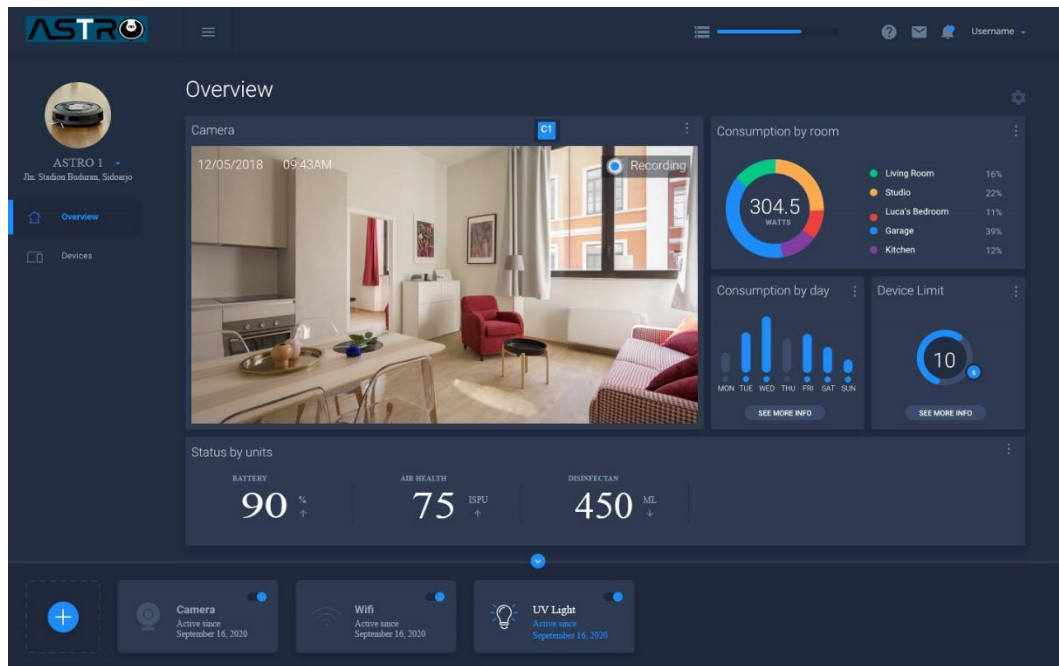 ASTRO
Username
ASTRO 1
Jln. Stadion Buduran, Sidoarjo
Overview
Devices
Overview
Camera
C1
12/05/2018 09:43AM
Recording
Consumption by room
304.5
WATTS
Living Room 16%
Studio 22%
Luca's Bedroom 11%
Garage 39%
Kitchen 12%
Consumption by day
MON TUE WED THU FRI SAT SUN
SEE MORE INFO
Device Limit
10
SEE MORE INFO
Status by units
BATTERY
90 %
AIR HEALTH
75 ISPU
DISINFECTAN
450 ML
Camera
Active since
September 16, 2020
Wifi
Active since
September 16, 2020
UV Light
Active since
Sepetember 16, 2020